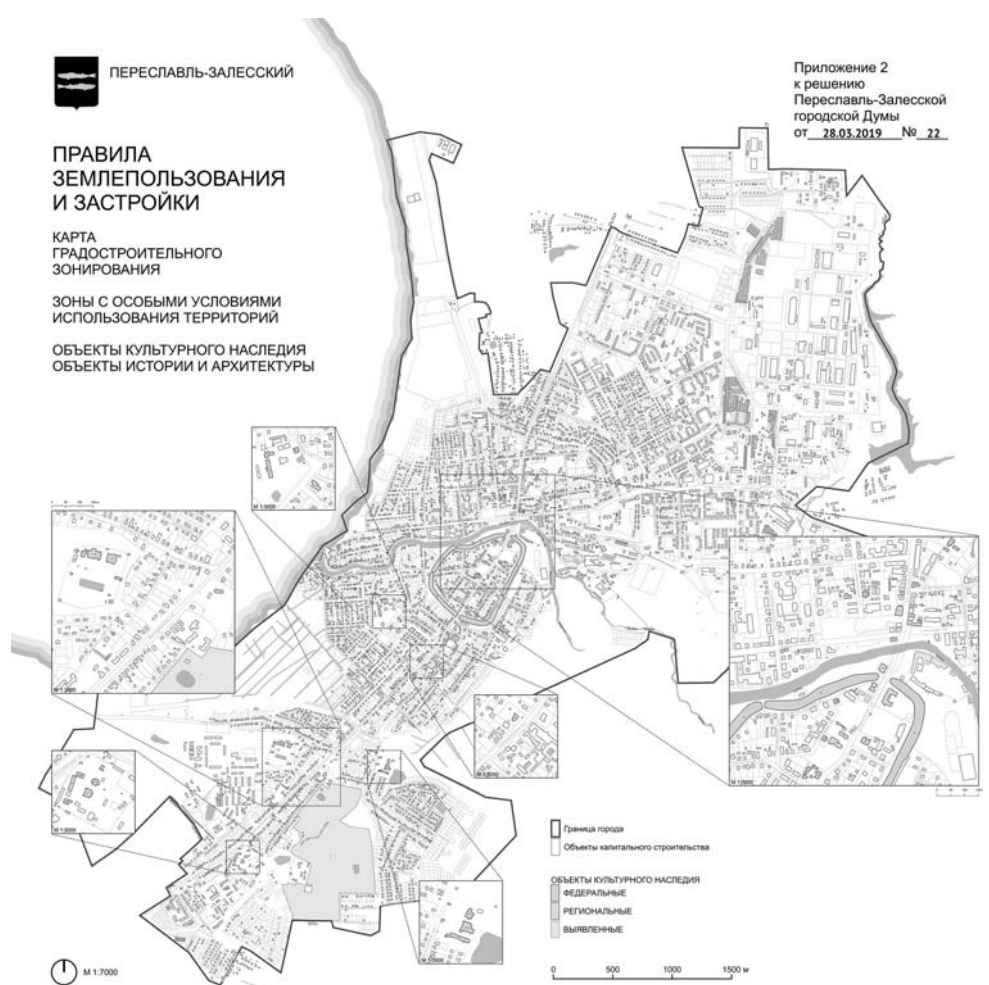 ПЕРЕСЛАВЛЬ-ЗАЛЕССКИЙ
Приложение 2
к решению
Переславль-Залесской
городской Думы
от 28.03.2019 № 22
ПРАВИЛА
ЗЕМЛЕПОЛЬЗОВАНИЯ
И ЗАСТРОЙКИ
КАРТА
ГРАДОСТРОИТЕЛЬНОГО
ЗОНИРОВАНИЯ
ЗОНЫ С ОСОБЫМИ УСЛОВИЯМИ
ИСПОЛЬЗОВАНИЯ ТЕРРИТОРИЙ
ОБЪЕКТЫ КУЛЬТУРНОГО НАСЛЕДИЯ
ОБЪЕКТЫ ИСТОРИИ И АРХИТЕКТУРЫ
Граница города
Объекты капитального строительства
ОБЪЕКТЫ КУЛЬТУРНОГО НАСЛЕДИЯ
ФЕДЕРАЛЬНЫЕ
РЕГИОНАЛЬНЫЕ
ВЫЯВЛЕННЫЕ
М 1:7000
0 500 1000 1500 м